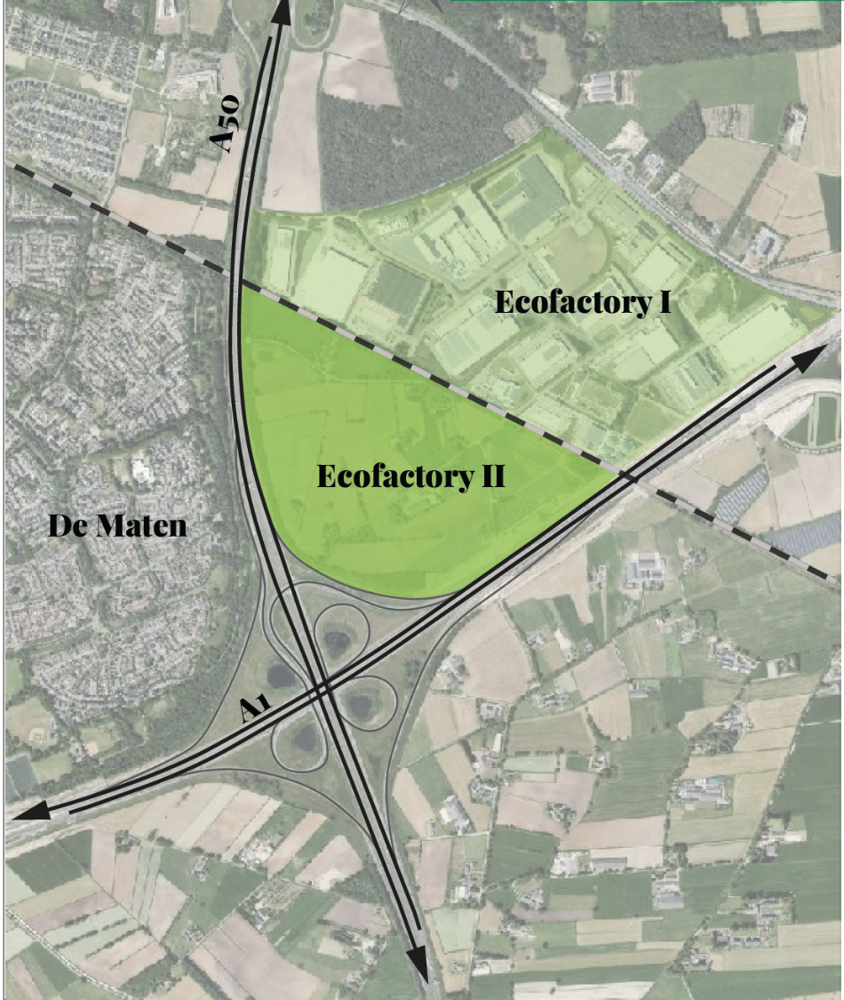 A50
Ecofactory I
Ecofactory II
De Maten
A1